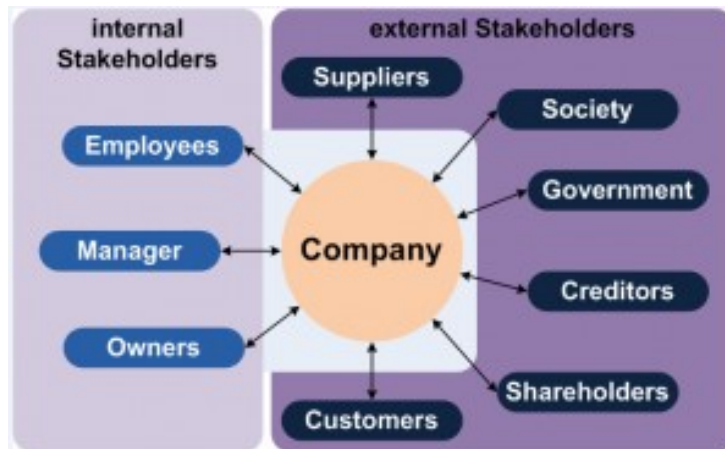 internal
Stakeholders
Employees
Manager
Owners
external Stakeholders
Suppliers
Society
Government
Creditors
Shareholders
Customers
Company